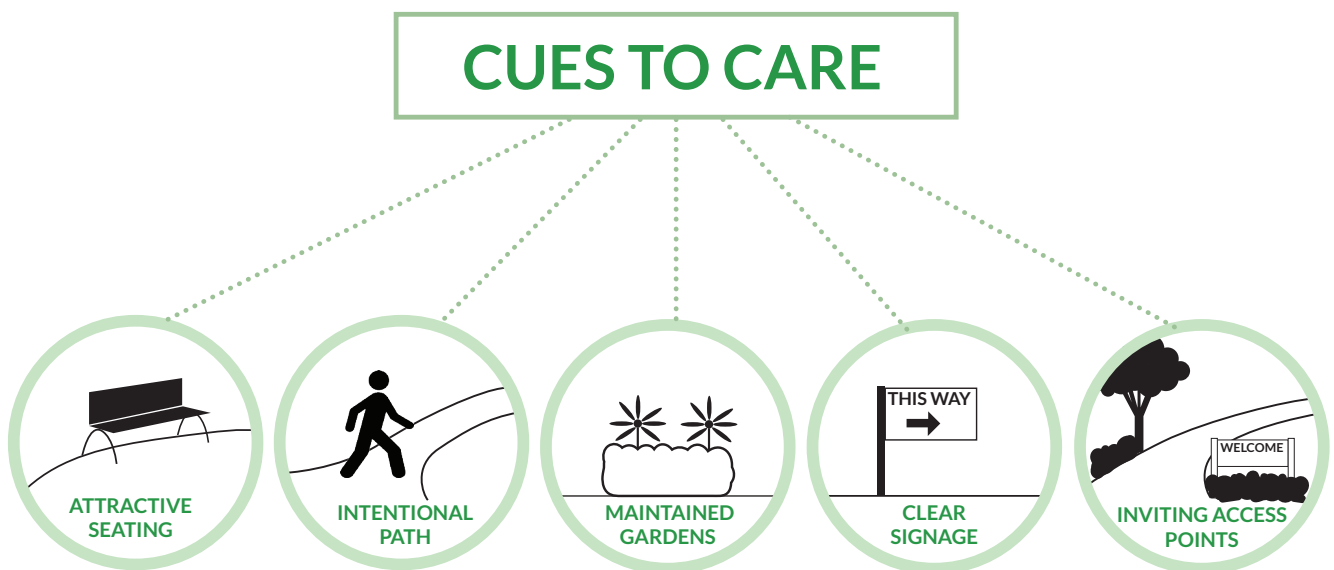 CUES TO CARE
ATTRACTIVE
SEATING
INTENTIONAL
PATH
MAINTAINED
GARDENS
THIS WAY
CLEAR
SIGNAGE
WELCOME
INVITING ACCESS
POINTS